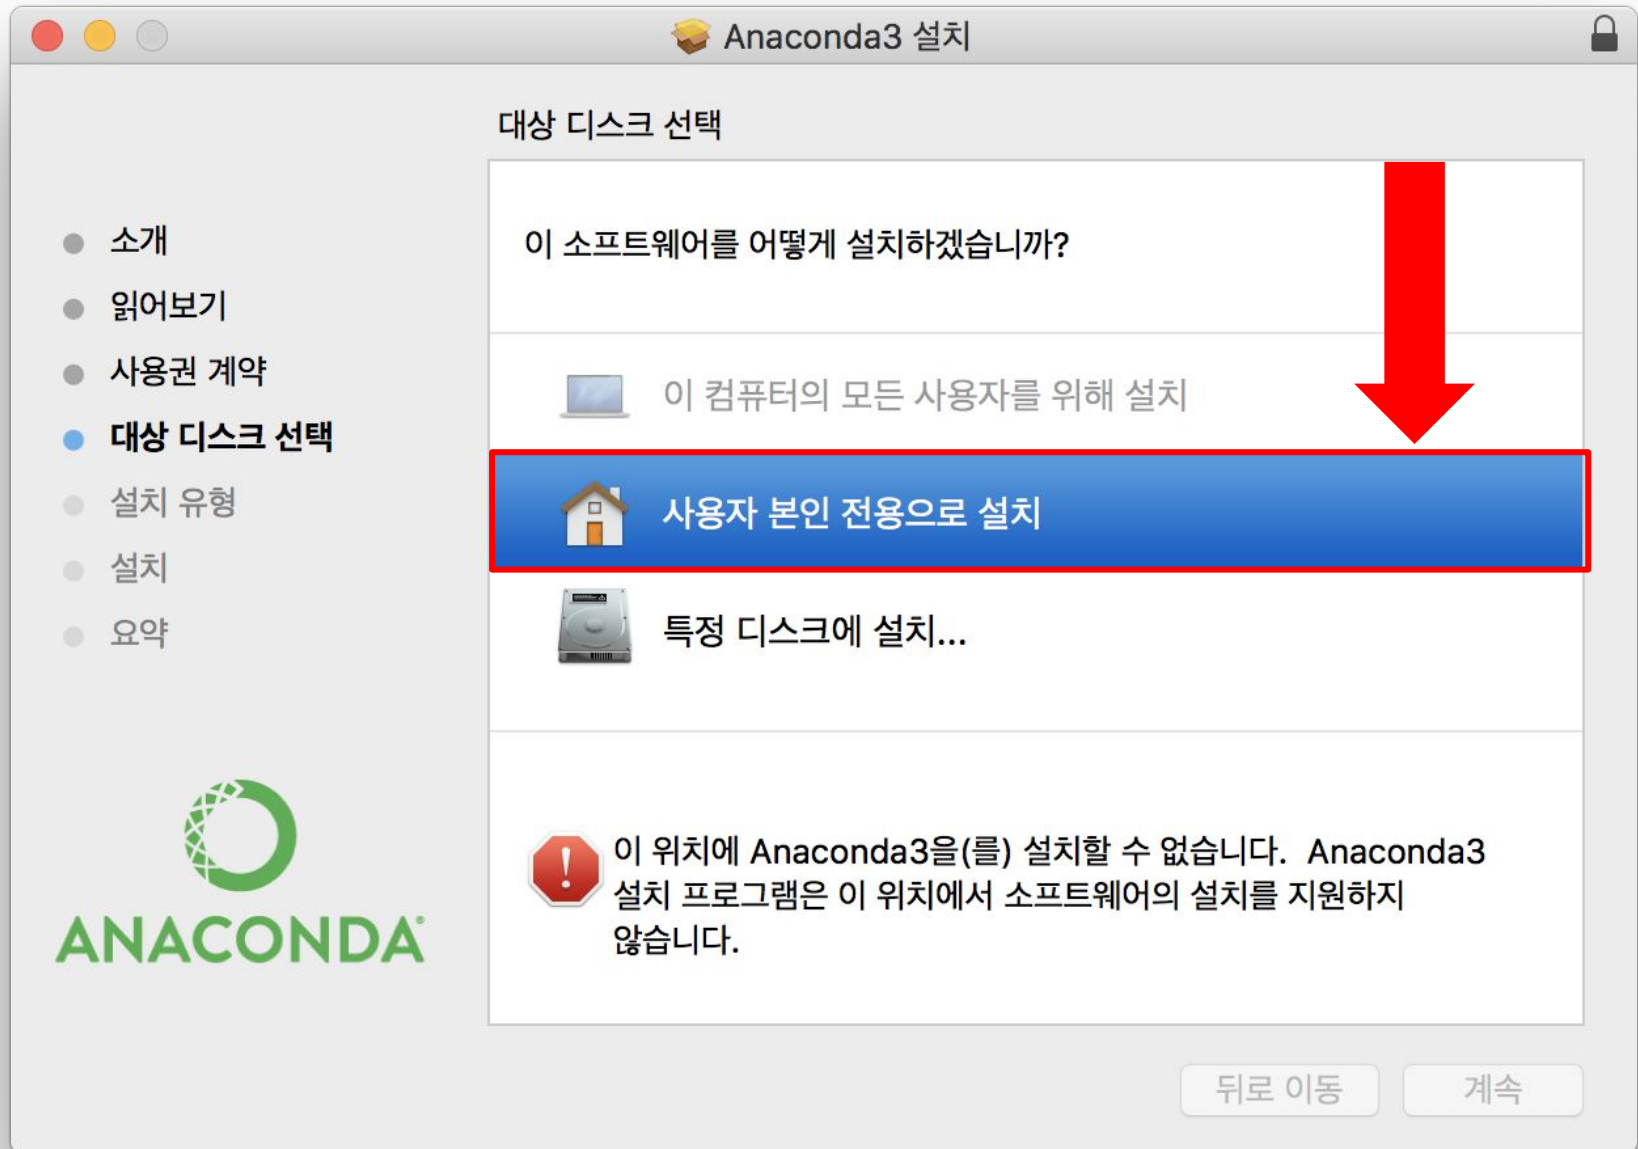 Anaconda3 설치
대상 디스크 선택
소개
읽어보기
사용권 계약
대상 디스크 선택
설치 유형
설치
요약
이 소프트웨어를 어떻게 설치하겠습니까?
이 컴퓨터의 모든 사용자를 위해 설치
사용자 본인 전용으로 설치
특정 디스크에 설치...
이 위치에 Anaconda3을(를) 설치할 수 없습니다. Anaconda3
설치 프로그램은 이 위치에서 소프트웨어의 설치를 지원하지
않습니다.
ANACONDA®
뒤로 이동
계속